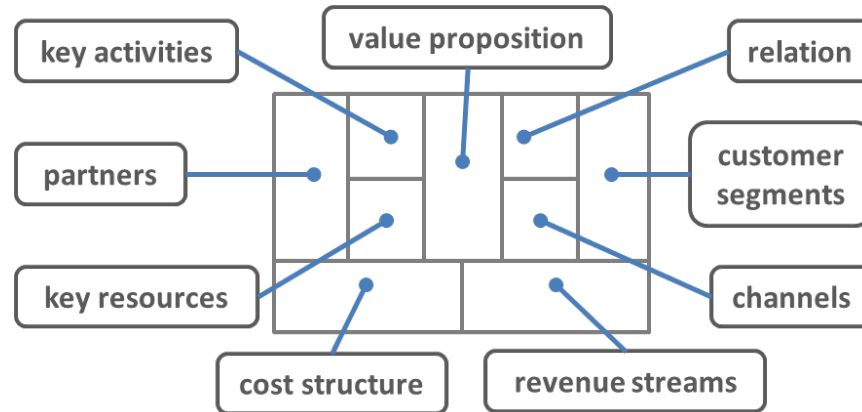 key activities
value proposition
relation
partners
customer
segments
key resources
channels
cost structure
revenue streams